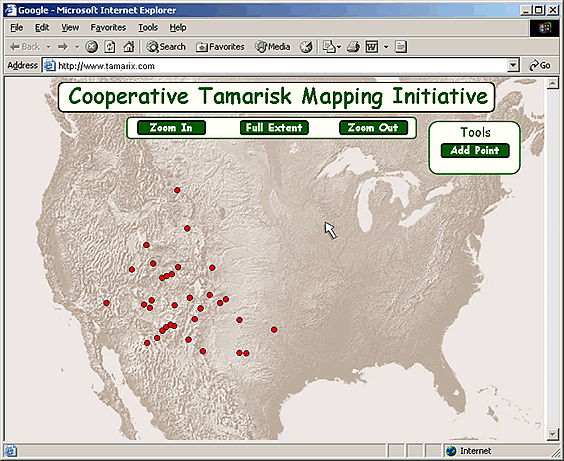 Google - Microsoft Internet Explorer
File Edit View Favorites Tools Help
Back Search Favorites Media
Address http://www.tamarix.com Go
Cooperative Tamarisk Mapping Initiative
Zoom In Full Extent Zoom Out
Tools
Add Point
Internet